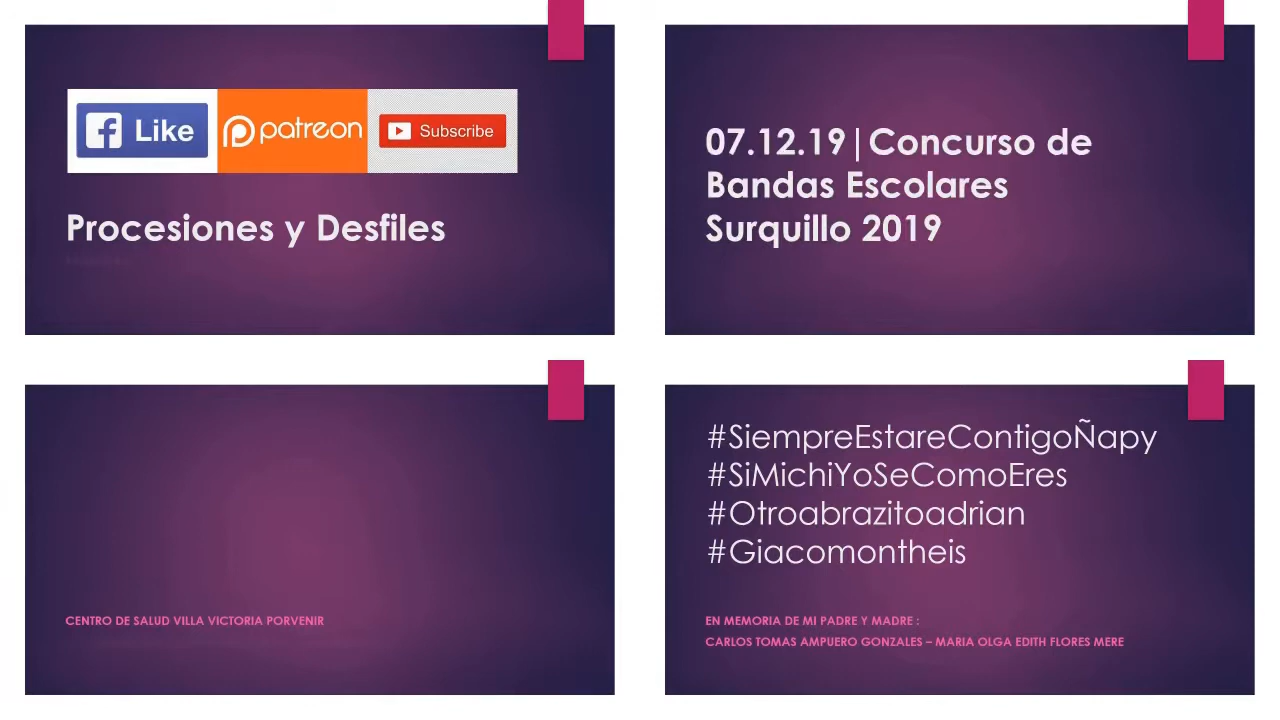 Like
patreon
Subscribe
Procesiones y Desfiles
07.12.19|Concurso de
Bandas Escolares
Surquillo 2019
CENTRO DE SALUD VILLA VICTORIA PORVENIR
#SiempreEstareContigoÑapy
#SiMichiYoSeComoEres
#Otroabrazitoadrian
#Giacomontheis
EN MEMORIA DE MI PADRE Y MADRE :
CARLOS TOMAS AMPUERO GONZALES – MARIA OLGA EDITH FLORES MERE